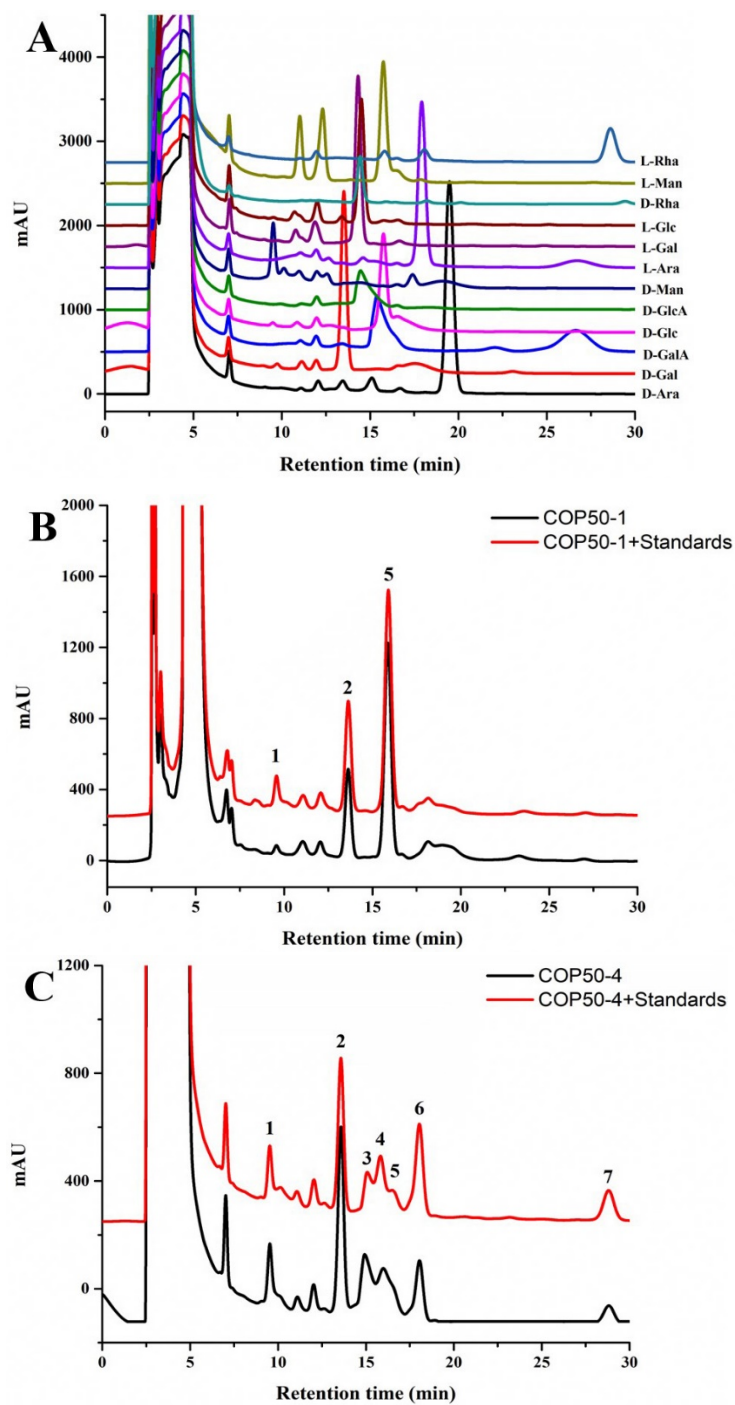 A
4000
3000
2000
1000
0
mAU
L-Rha
L-Man
D-Rha
L-Glc
L-Gal
L-Ara
D-Man
D-GlcA
D-Glc
D-GalA
D-Gal
D-Ara
0 5 10 15 20 25 30
Retention time (min)
B
2000
1600
1200
800
400
0
mAU
COP50-1
COP50-1+Standards
1
2
5
0 5 10 15 20 25 30
Retention time (min)
C
1200
800
400
0
mAU
COP50-4
COP50-4+Standards
1
2
3
4
5
6
7
0 5 10 15 20 25 30
Retention time (min)